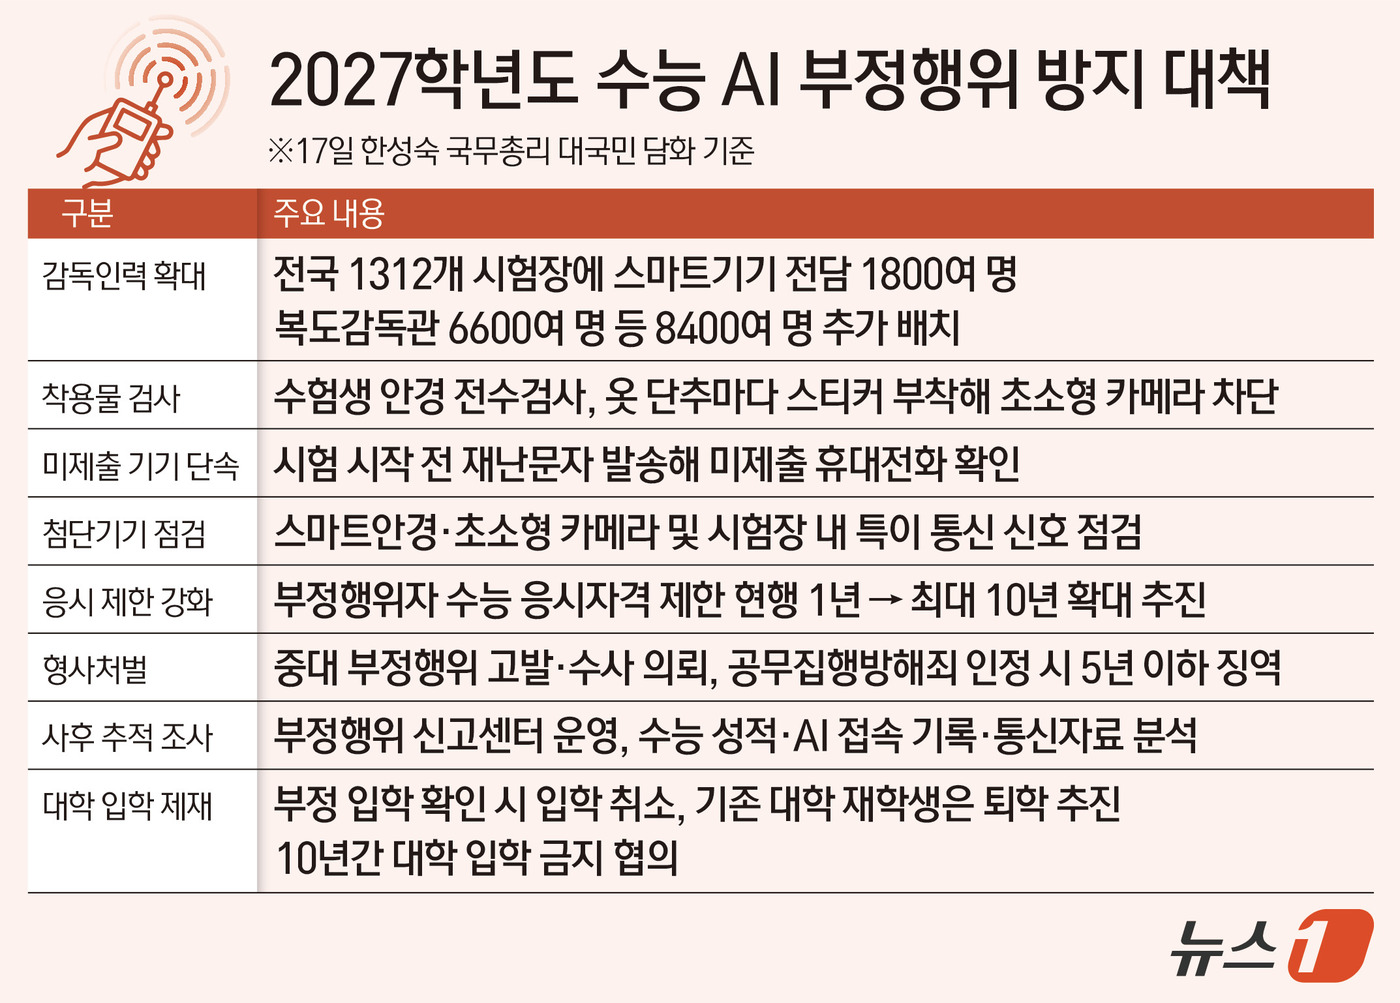 2027학년도 수능 AI 부정행위 방지 대책
※17일 한성숙 국무총리 대국민 담화 기준
구분 주요 내용
감독인력 확대 전국 1312개 시험장에 스마트기기 전담 1800여 명
복도감독관 6600여 명 등 8400여 명 추가 배치
착용물 검사 수험생 안경 전수검사, 옷 단추마다 스티커 부착해 초소형 카메라 차단
미제출 기기 단속 시험 시작 전 재난문자 발송해 미제출 휴대전화 확인
첨단기기 점검 스마트안경·초소형 카메라 및 시험장 내 특이 통신 신호 점검
응시 제한 강화 부정행위자 수능 응시자격 제한 현행 1년 → 최대 10년 확대 추진
형사처벌 중대 부정행위 고발·수사 의뢰, 공무집행방해죄 인정 시 5년 이하 징역
사후 추적 조사 부정행위 신고센터 운영, 수능 성적·AI 접속 기록·통신자료 분석
대학 입학 제재 부정 입학 확인 시 입학 취소, 기존 대학 재학생은 퇴학 추진
10년간 대학 입학 금지 협의
뉴스1